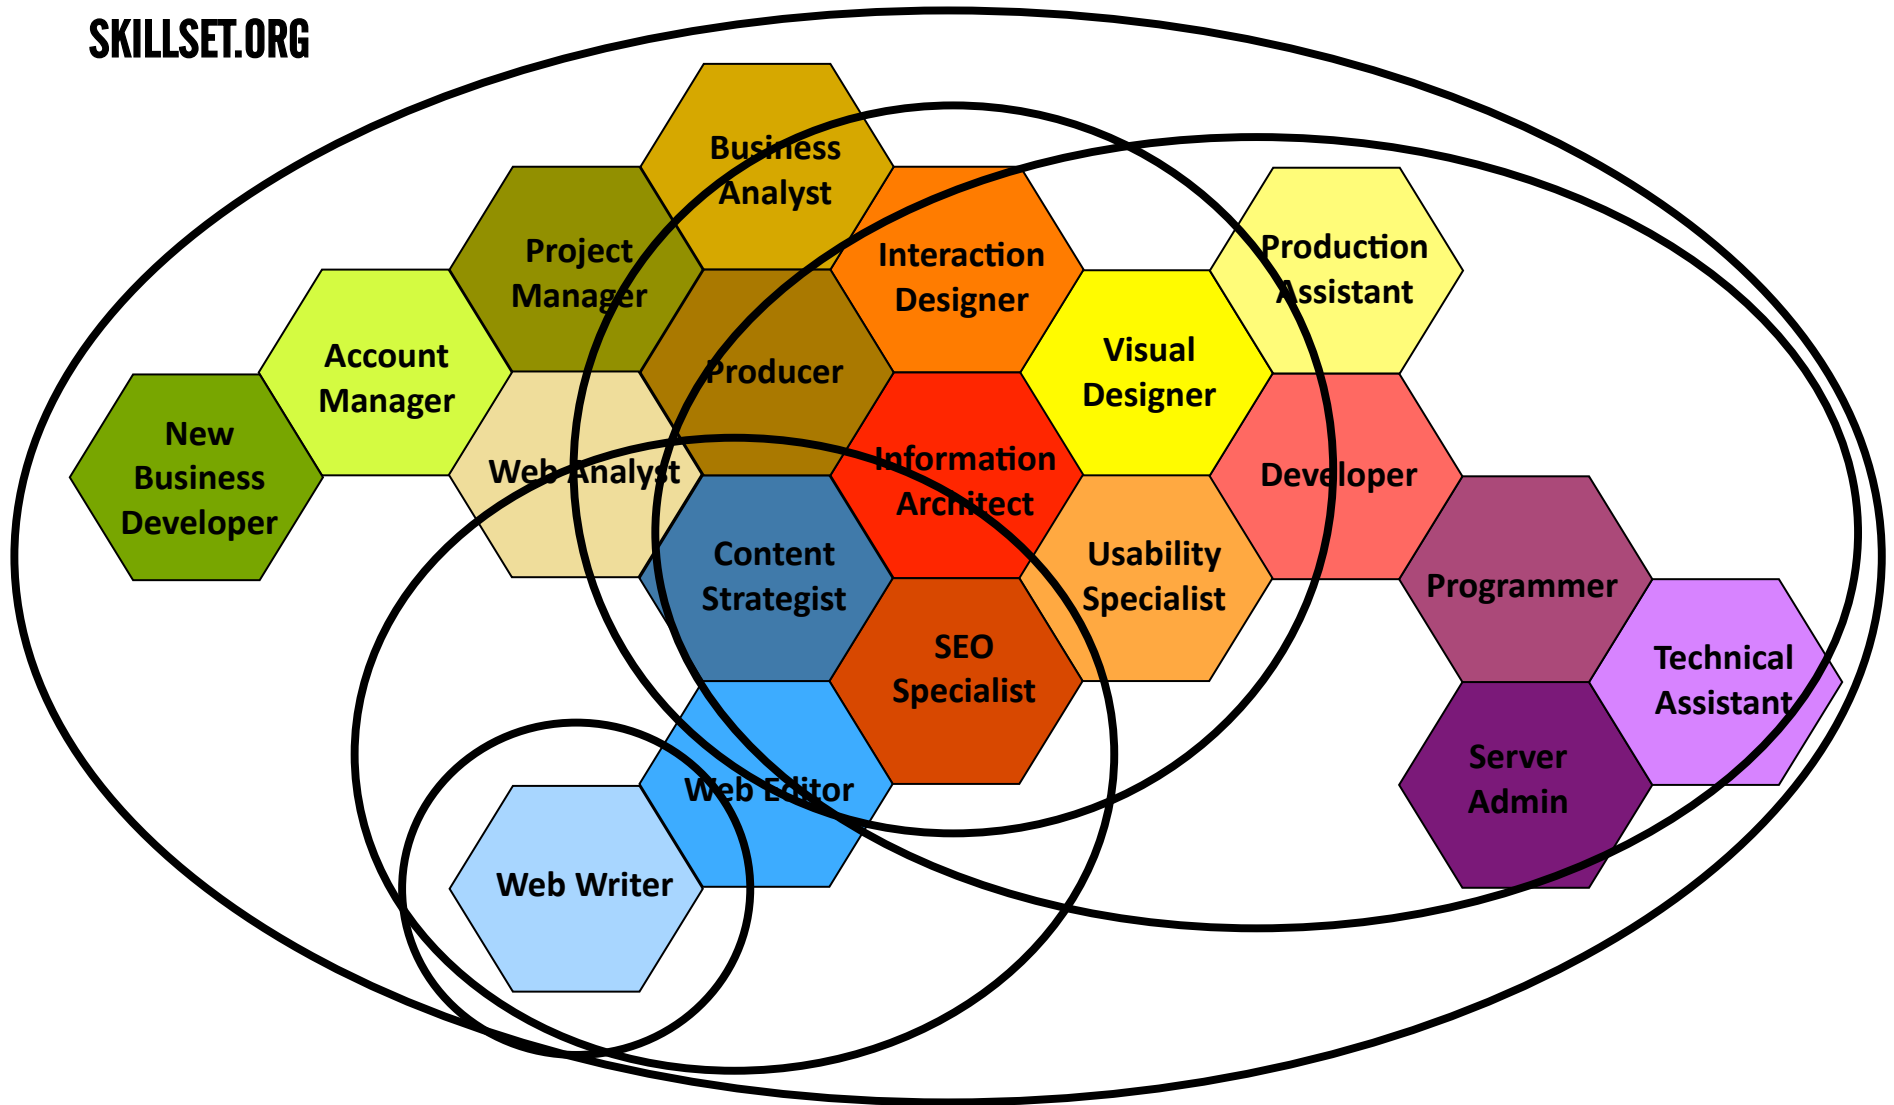 SKILLSET.ORG
Business
Analyst
Project
Manager
Interaction
Designer
Production
Assistant
Account
Manager
Producer
Visual
Designer
New
Business
Developer
Web Analyst
Information
Architect
Developer
Content
Strategist
Usability
Specialist
Programmer
SEO
Specialist
Technical
Assistant
Web Editor
Server
Admin
Web Writer